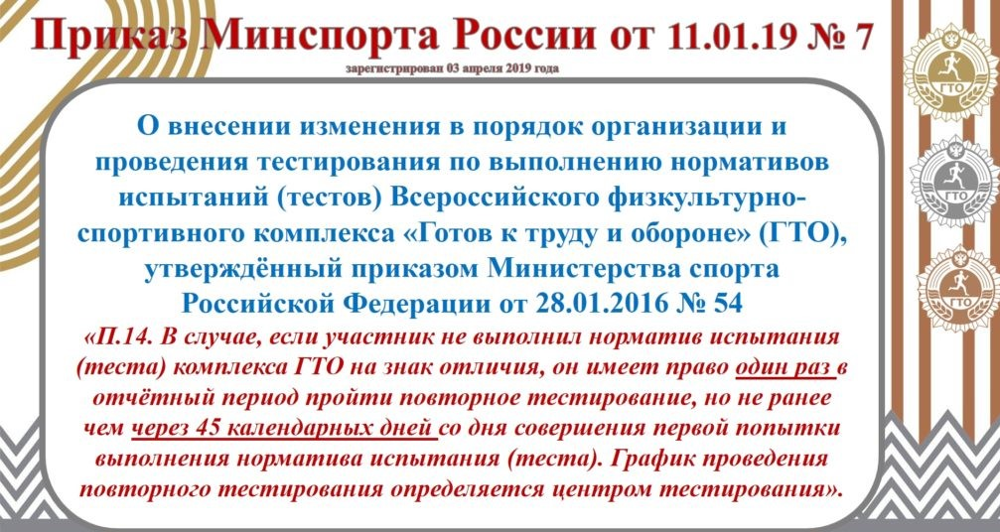 Приказ Минспорта России от 11.01.19 № 7
зарегистрирован 03 апреля 2019 года
О внесении изменения в порядок организации и
проведения тестирования по выполнению нормативов
испытаний (тестов) Всероссийского физкультурно-
спортивного комплекса «Готов к труду и обороне» (ГТО),
утверждённый приказом Министерства спорта
Российской Федерации от 28.01.2016 № 54
«П.14. В случае, если участник не выполнил норматив испытания
(теста) комплекса ГТО на знак отличия, он имеет право один раз в
отчётный период пройти повторное тестирование, но не ранее
чем через 45 календарных дней со дня совершения первой попытки
выполнения норматива испытания (теста). График проведения
повторного тестирования определяется центром тестирования».
ГТО
ГТО
ГТО